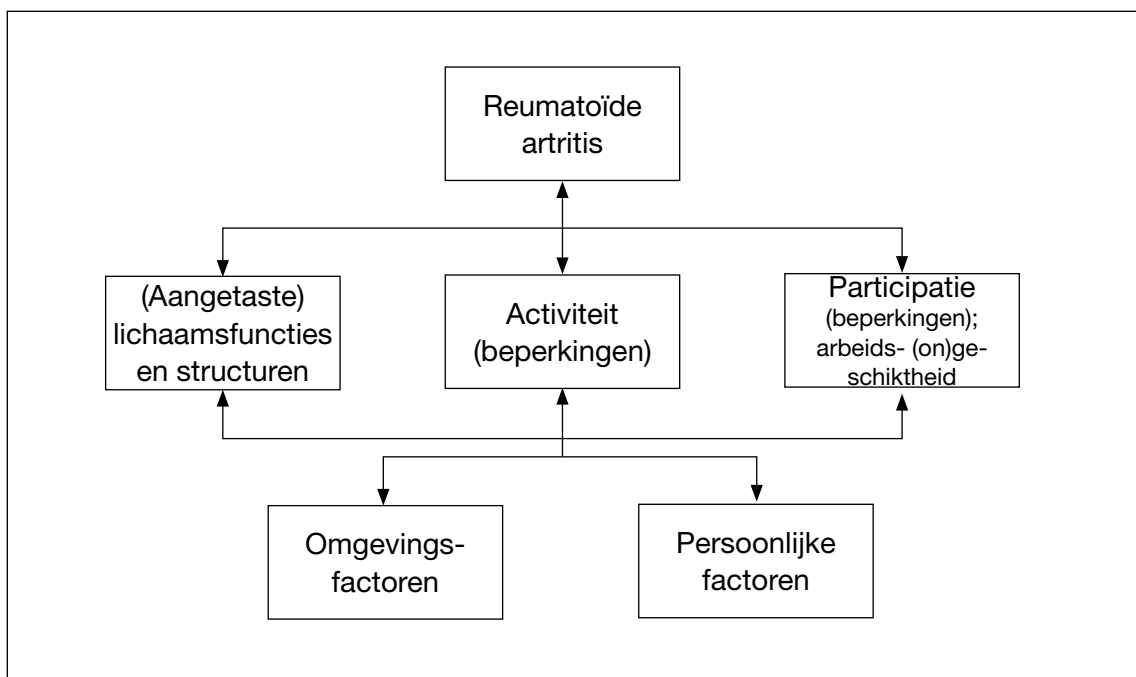 Reumatoïde
artritis
(Aangetaste)
lichaamsfuncties
en structuren
Activiteit
(beperkingen)
Participatie
(beperkingen);
arbeids- (on)ge-
schiktheid
Omgevings-
factoren
Persoonlijke
factoren